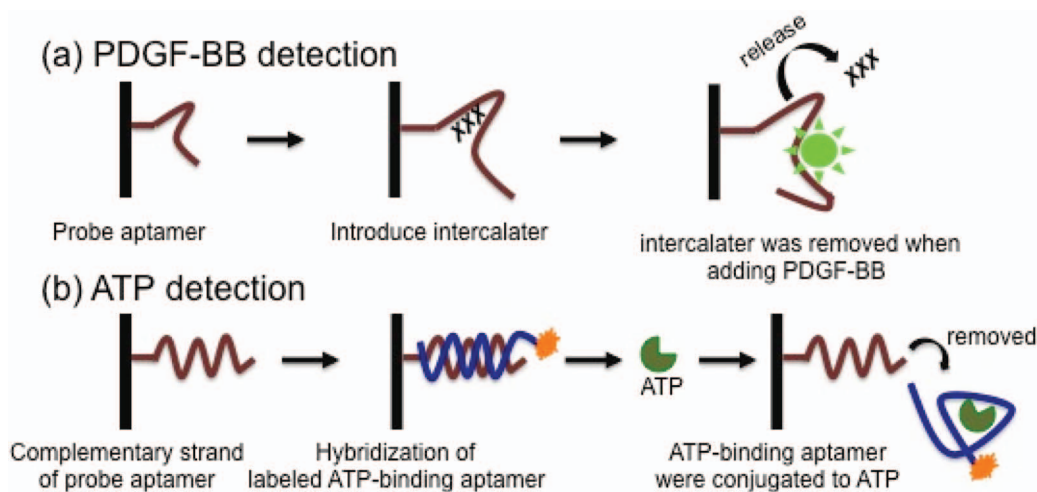 (a) PDGF-BB detection
release
xxx
xxx
Probe aptamer
Introduce intercalater
intercalater was removed when
adding PDGF-BB
(b) ATP detection
removed
ATP
Complementary strand
of probe aptamer
Hybridization of
labeled ATP-binding aptamer
ATP-binding aptamer
were conjugated to ATP